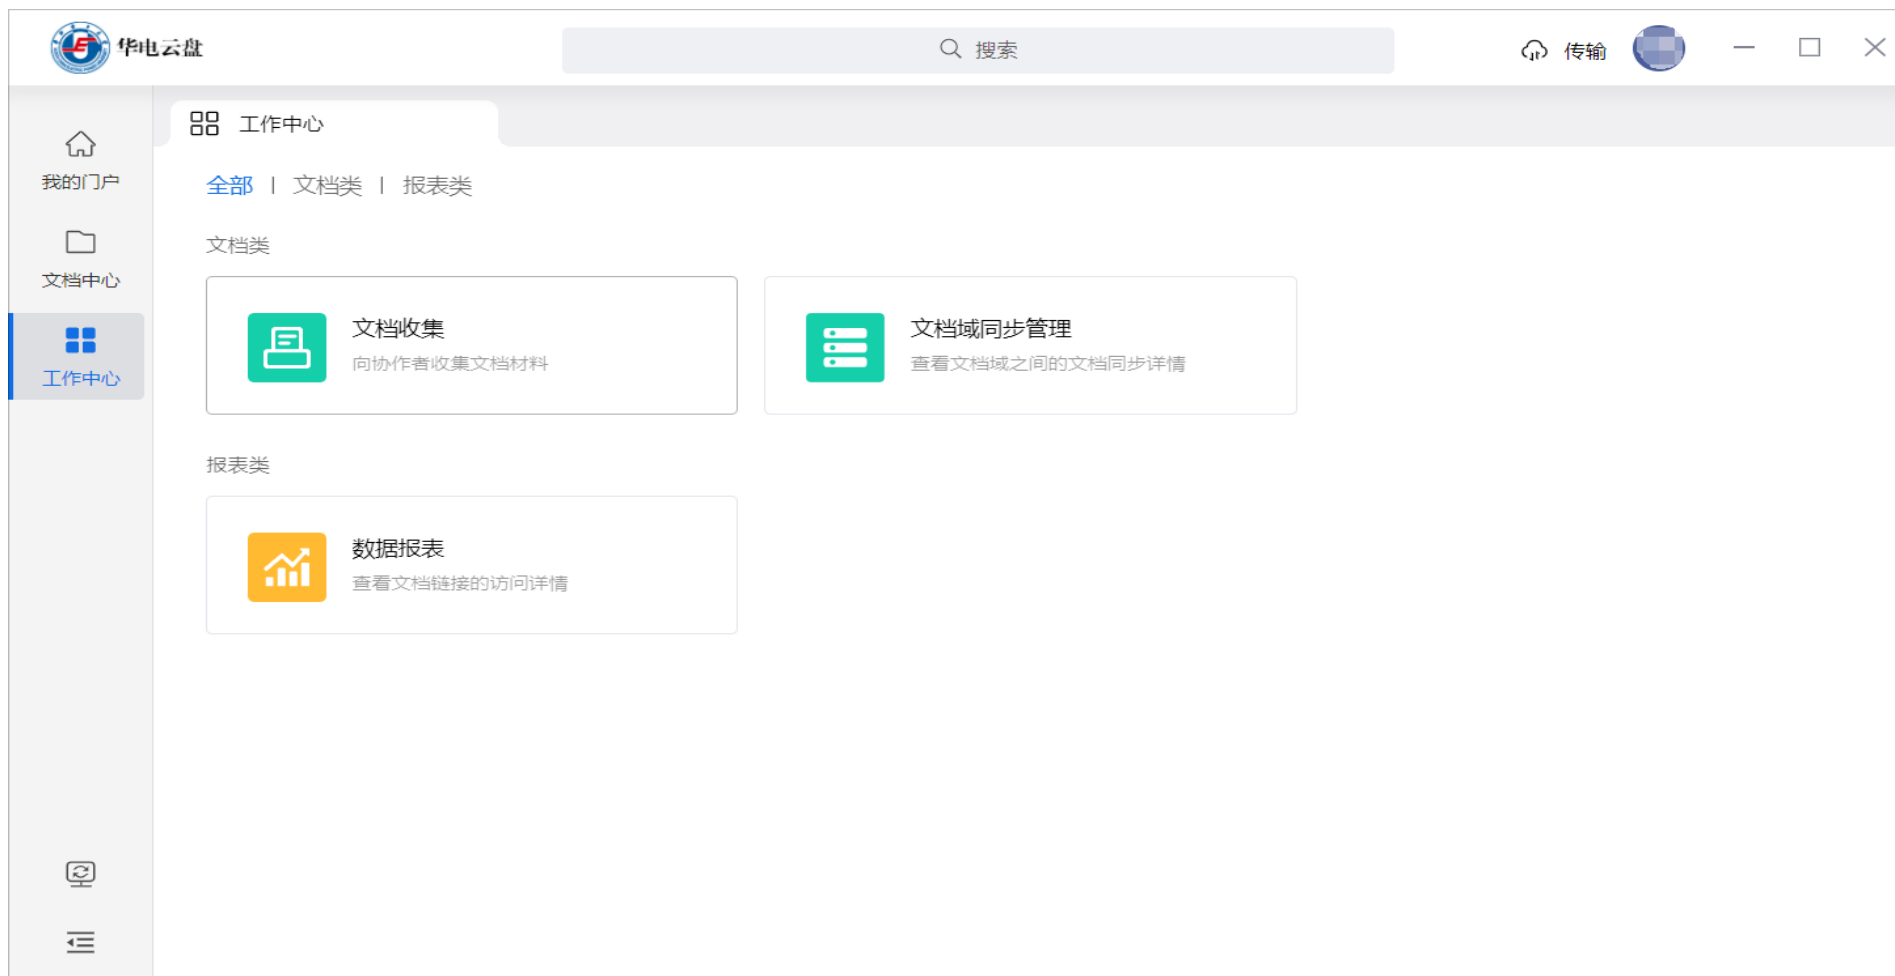 华电云盘
搜索
传输
工作中心
我的门户
文档中心
工作中心
全部 | 文档类 | 报表类
文档类
文档收集
向协作者收集文档材料
文档域同步管理
查看文档域之间的文档同步详情
报表类
数据报表
查看文档链接的访问详情